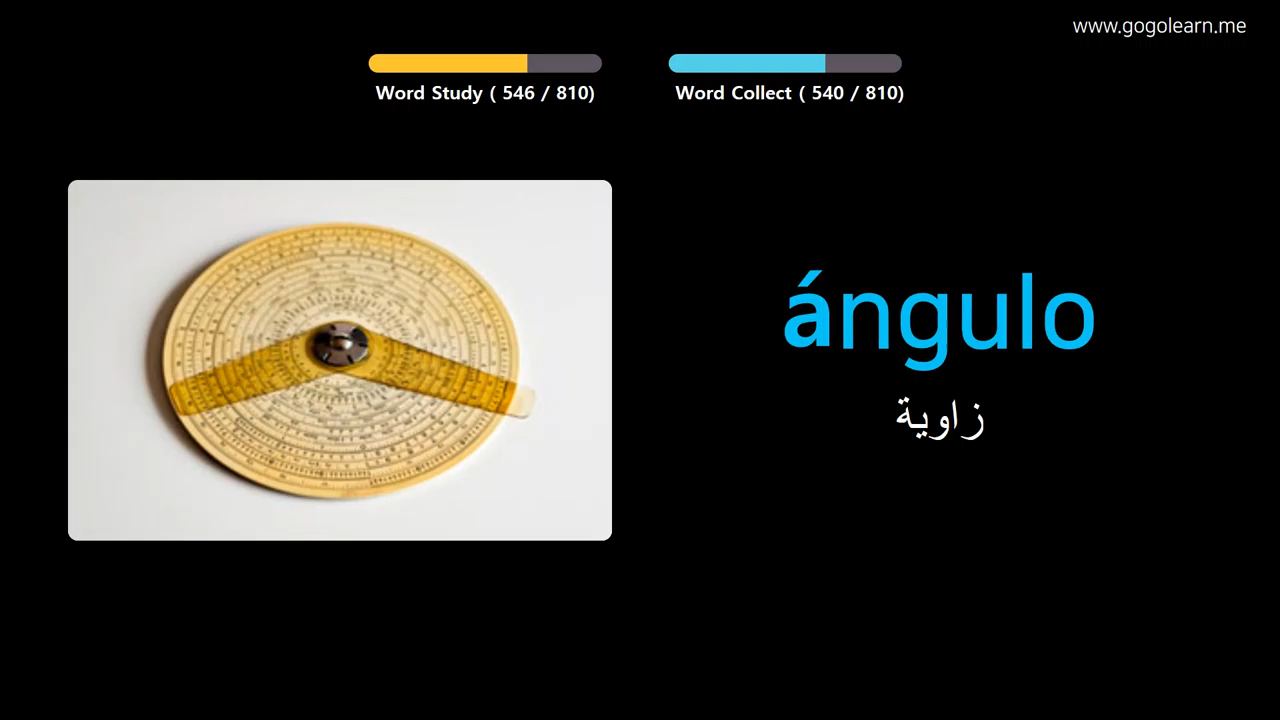 www.gogolearn.me
Word Study ( 546 / 810)
Word Collect ( 540 / 810)
ángulo
زاوية